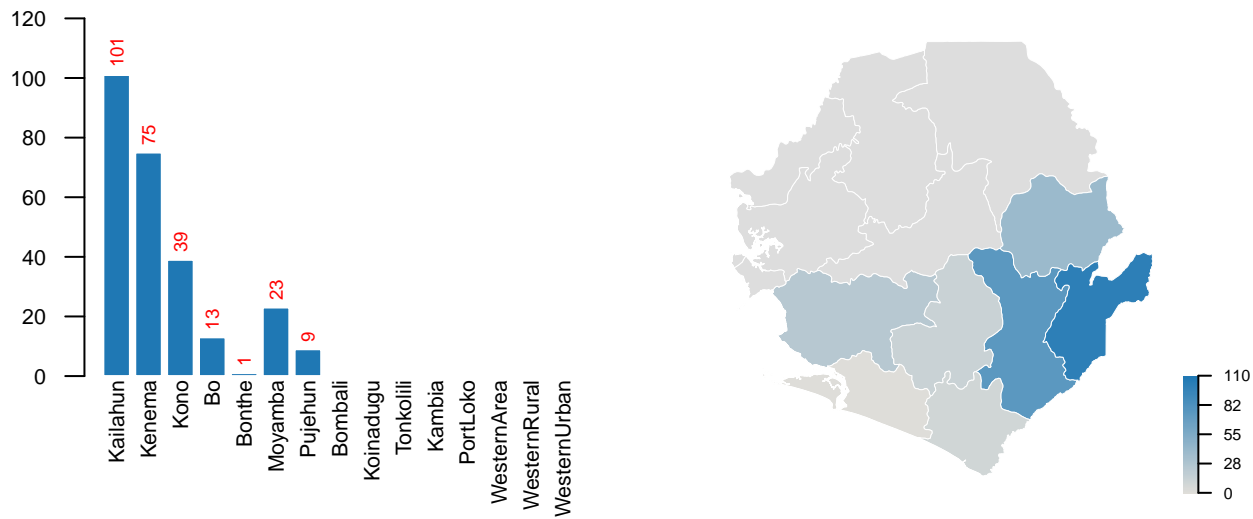 120
100
80
60
40
20
0
101
75
39
13
1
23
9
Kailahun
Kenema
Kono
Bo
Bonthe
Moyamba
Pujehun
Bombali
Koinadugu
Tonkolili
Kambia
PortLoko
WesternArea
WesternRural
WesternUrban
110
82
55
28
0